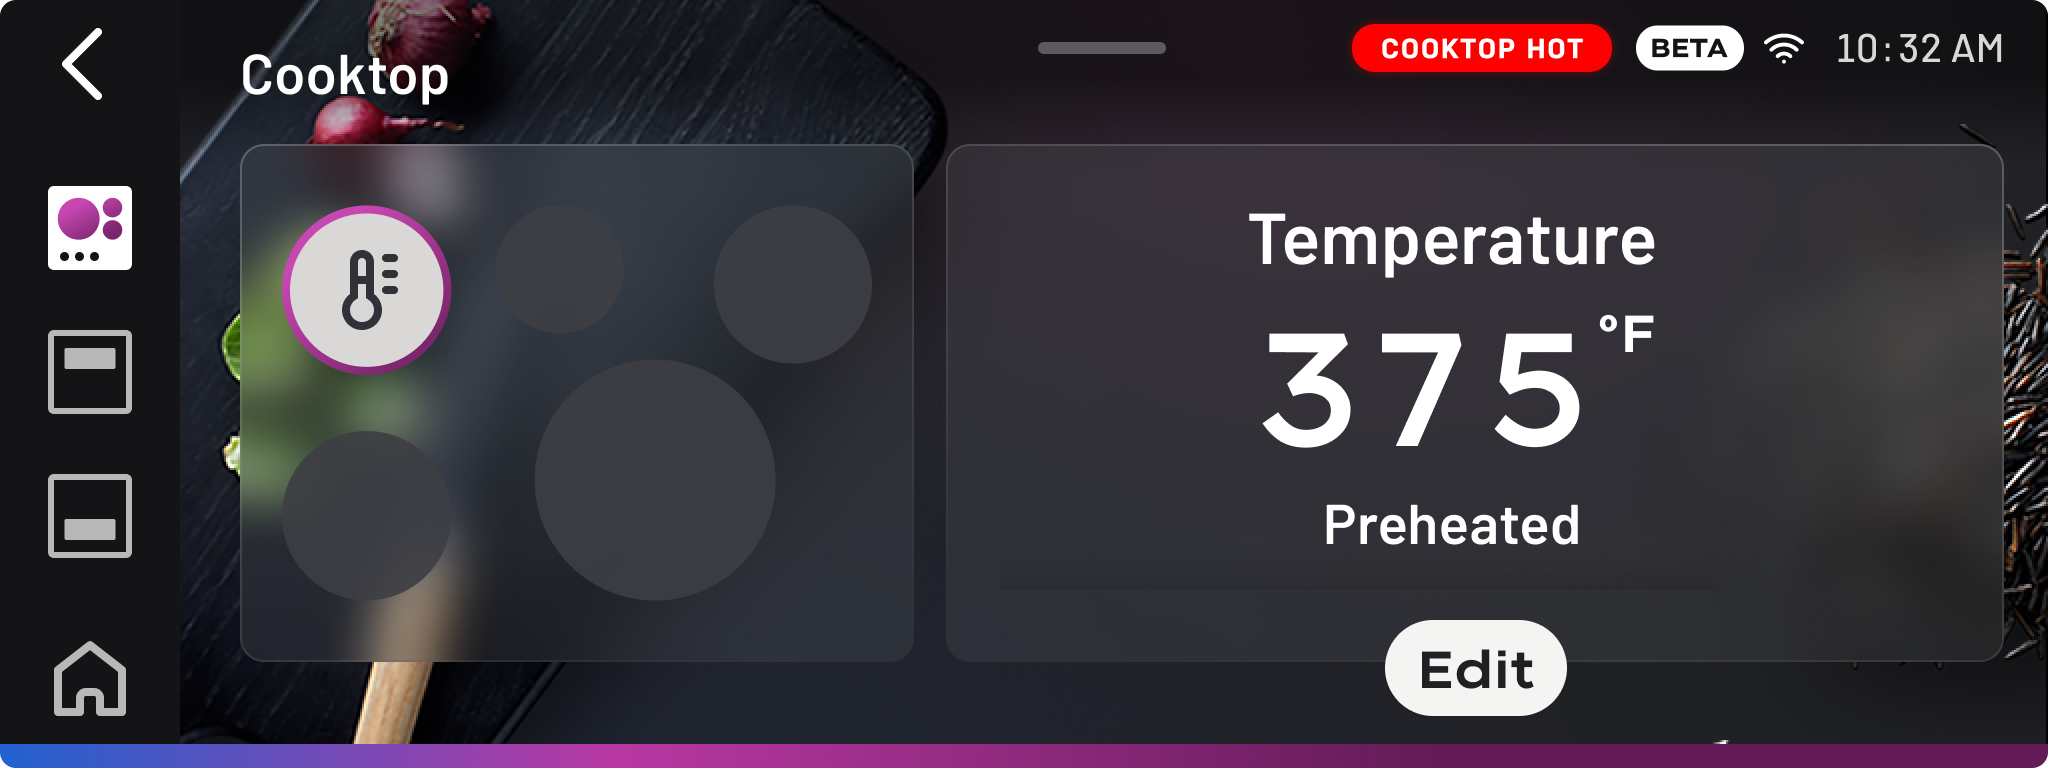 Cooktop
COOKTOP HOT
BETA
10:32 AM
Temperature
375 °F
Preheated
Edit